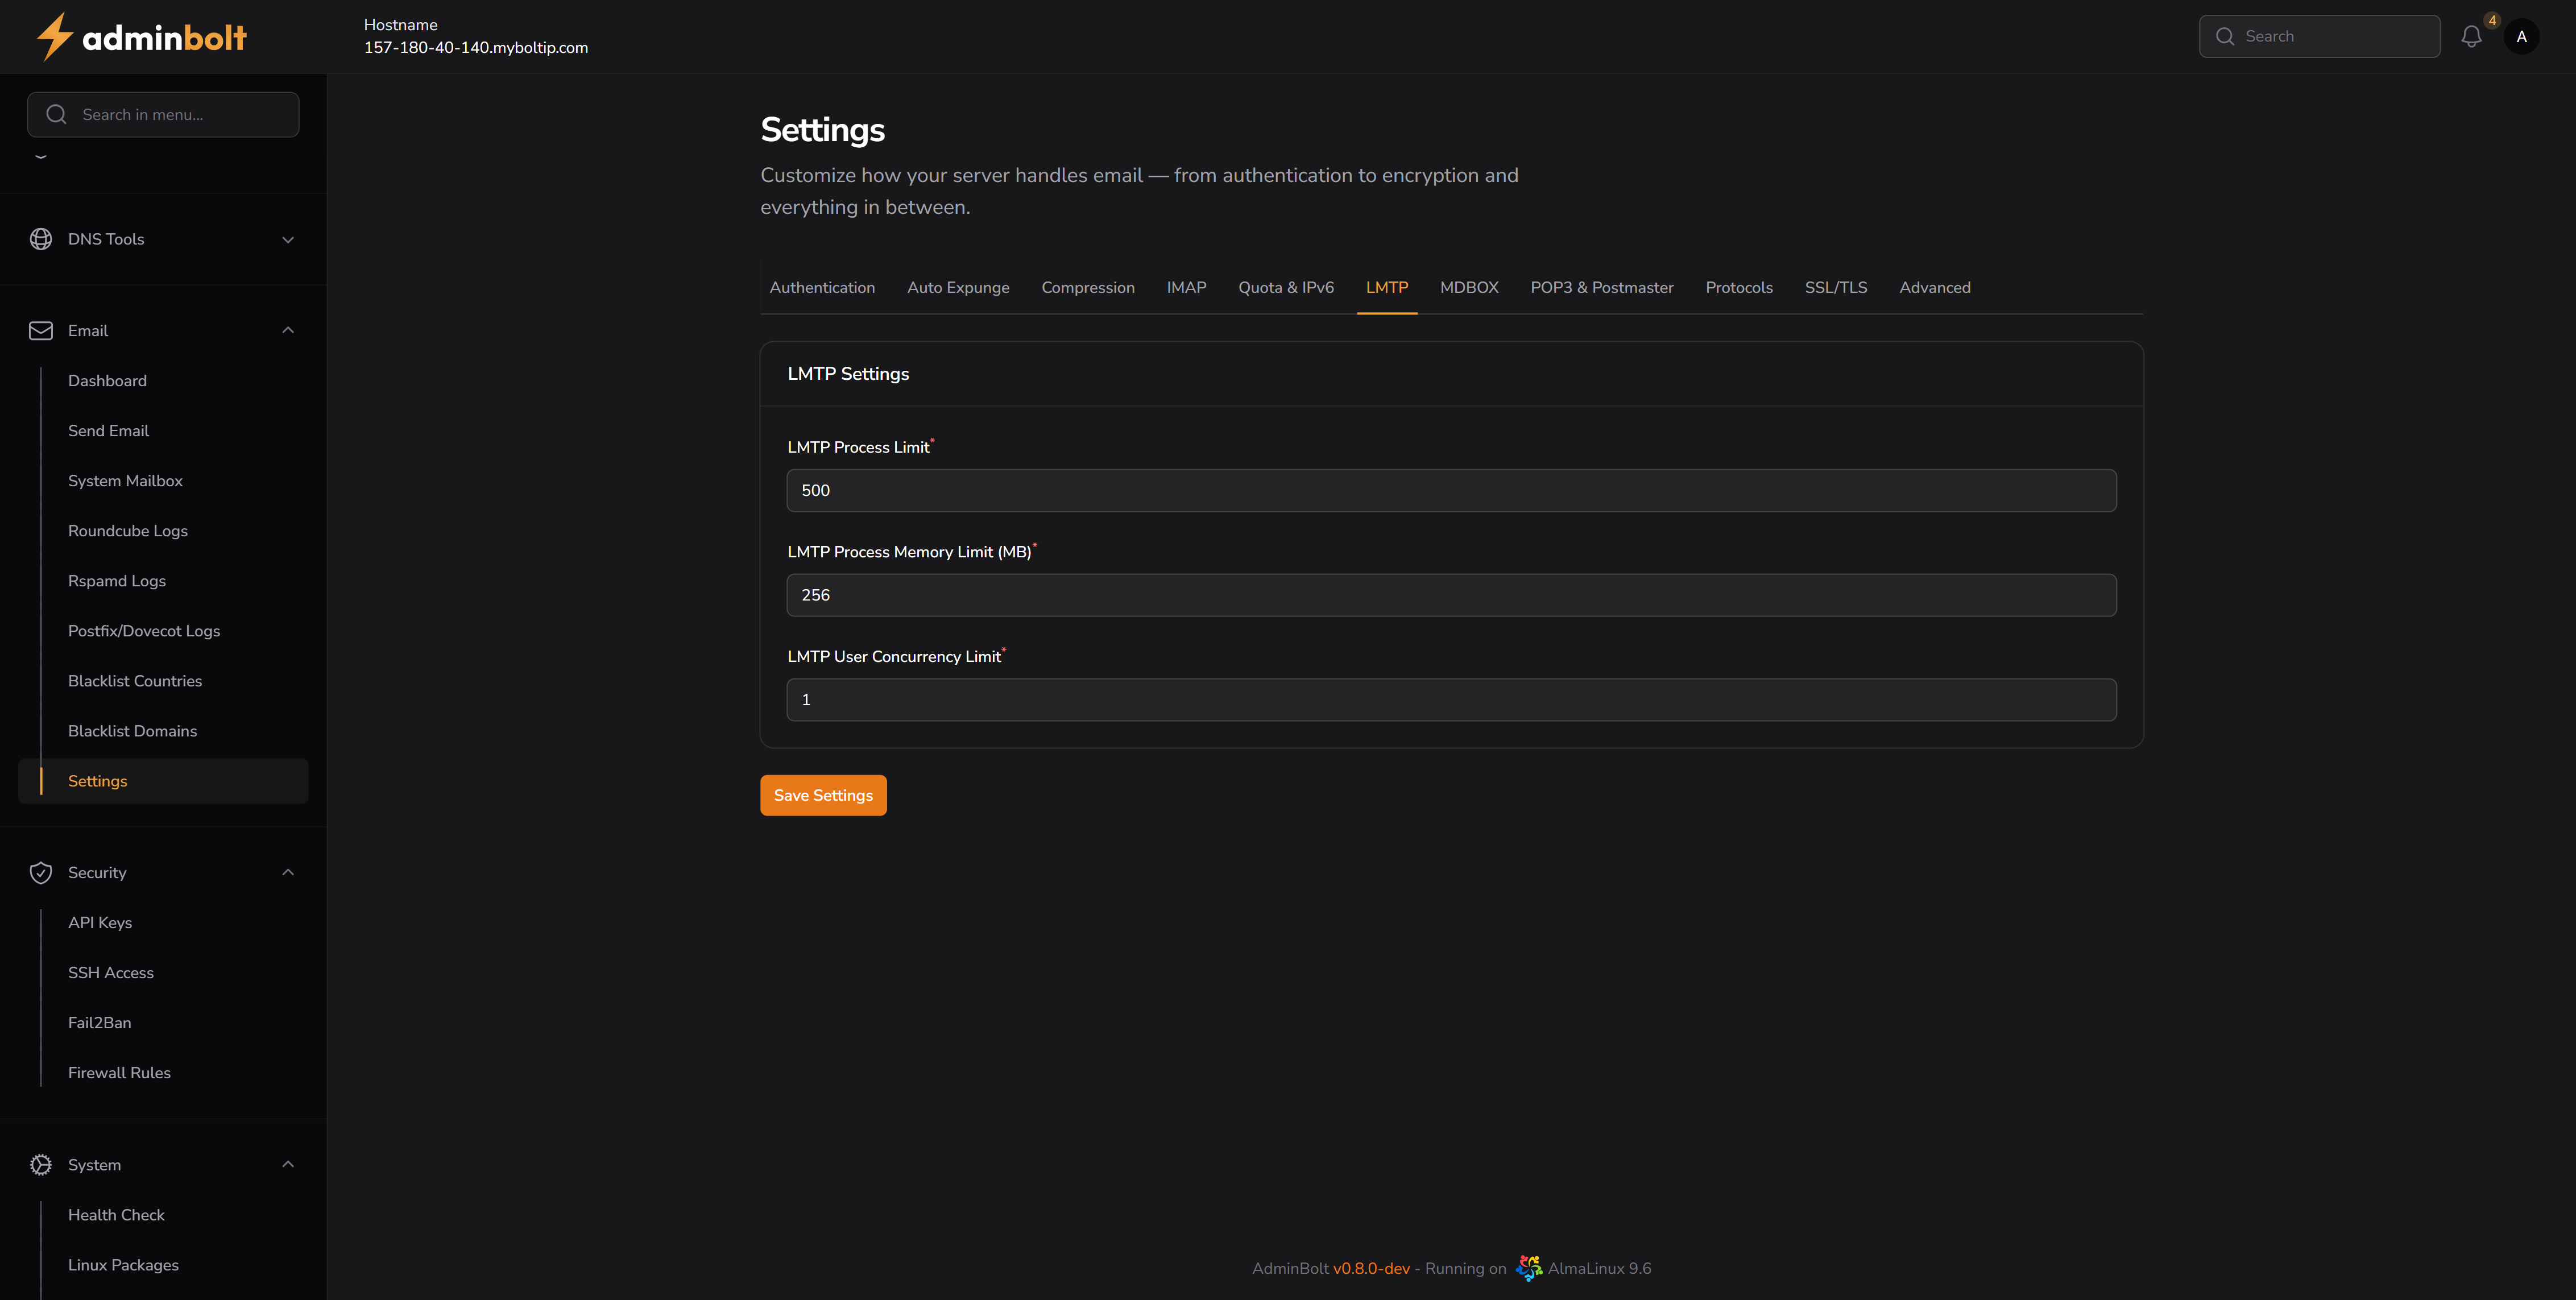 adminbolt
Hostname
157-180-40-140.myboltip.com
Search
4
A
Search in menu...
DNS Tools
Email
Dashboard
Send Email
System Mailbox
Roundcube Logs
Rspamd Logs
Postfix/Dovecot Logs
Blacklist Countries
Blacklist Domains
Settings
Security
API Keys
SSH Access
Fail2Ban
Firewall Rules
System
Health Check
Linux Packages
Settings
Customize how your server handles email — from authentication to encryption and
everything in between.
Authentication Auto Expunge Compression IMAP Quota & IPv6 LMTP MDBOX POP3 & Postmaster Protocols SSL/TLS Advanced
LMTP Settings
LMTP Process Limit*
500
LMTP Process Memory Limit (MB)*
256
LMTP User Concurrency Limit*
1
Save Settings
AdminBolt v0.8.0-dev - Running on AlmaLinux 9.6